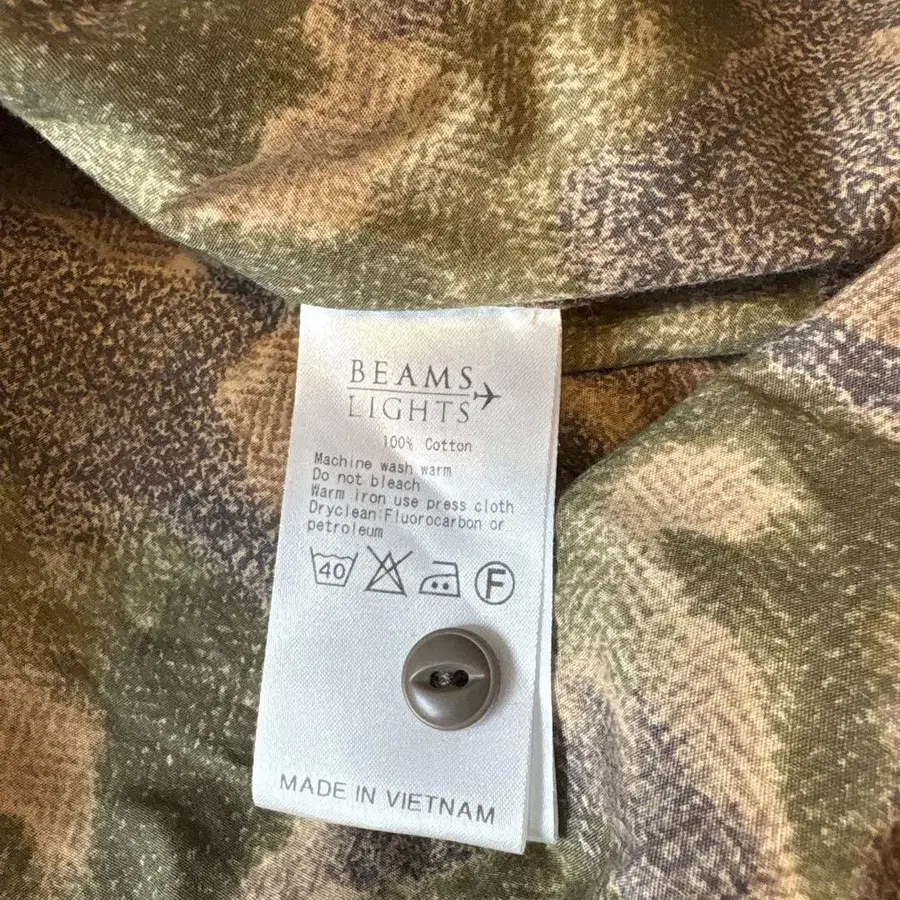 BEAMS
LIGHTS
100% Cotton
Machine wash warm
Do not bleach
Warm iron use press cloth
Dryclean:Fluorocarbon or
petroleum
40
F
MADE IN VIETNAM